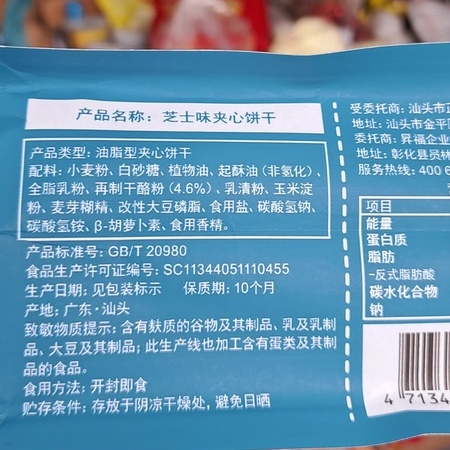 产品名称：芝士味夹心饼干
产品类型：油脂型夹心饼干
配料：小麦粉、白砂糖、植物油、起酥油（非氢化）、
全脂乳粉、再制干酪粉（4.6%）、乳清粉、玉米淀
粉、麦芽糊精、改性大豆磷脂、食用盐、碳酸氢钠、
碳酸氢铵、β-胡萝卜素、食用香精。
产品标准号：GB/T 20980
食品生产许可证编号：SC11344051110455
生产日期：见包装标示 保质期：10个月
产地：广东·汕头
致敏物质提示：含有麸质的谷物及其制品、乳及乳制
品、大豆及其制品；此生产线也加工含有蛋类及其制
品的食品。
食用方法：开封即食
贮存条件：存放于阴凉干燥处，避免日晒
受委托商：汕头市正
地址：汕头市金平
委托商：昇福企业
地址：彰化县员林
服务热线：400 6
项目
能量
蛋白质
脂肪
-反式脂肪酸
碳水化合物
钠
4 7134